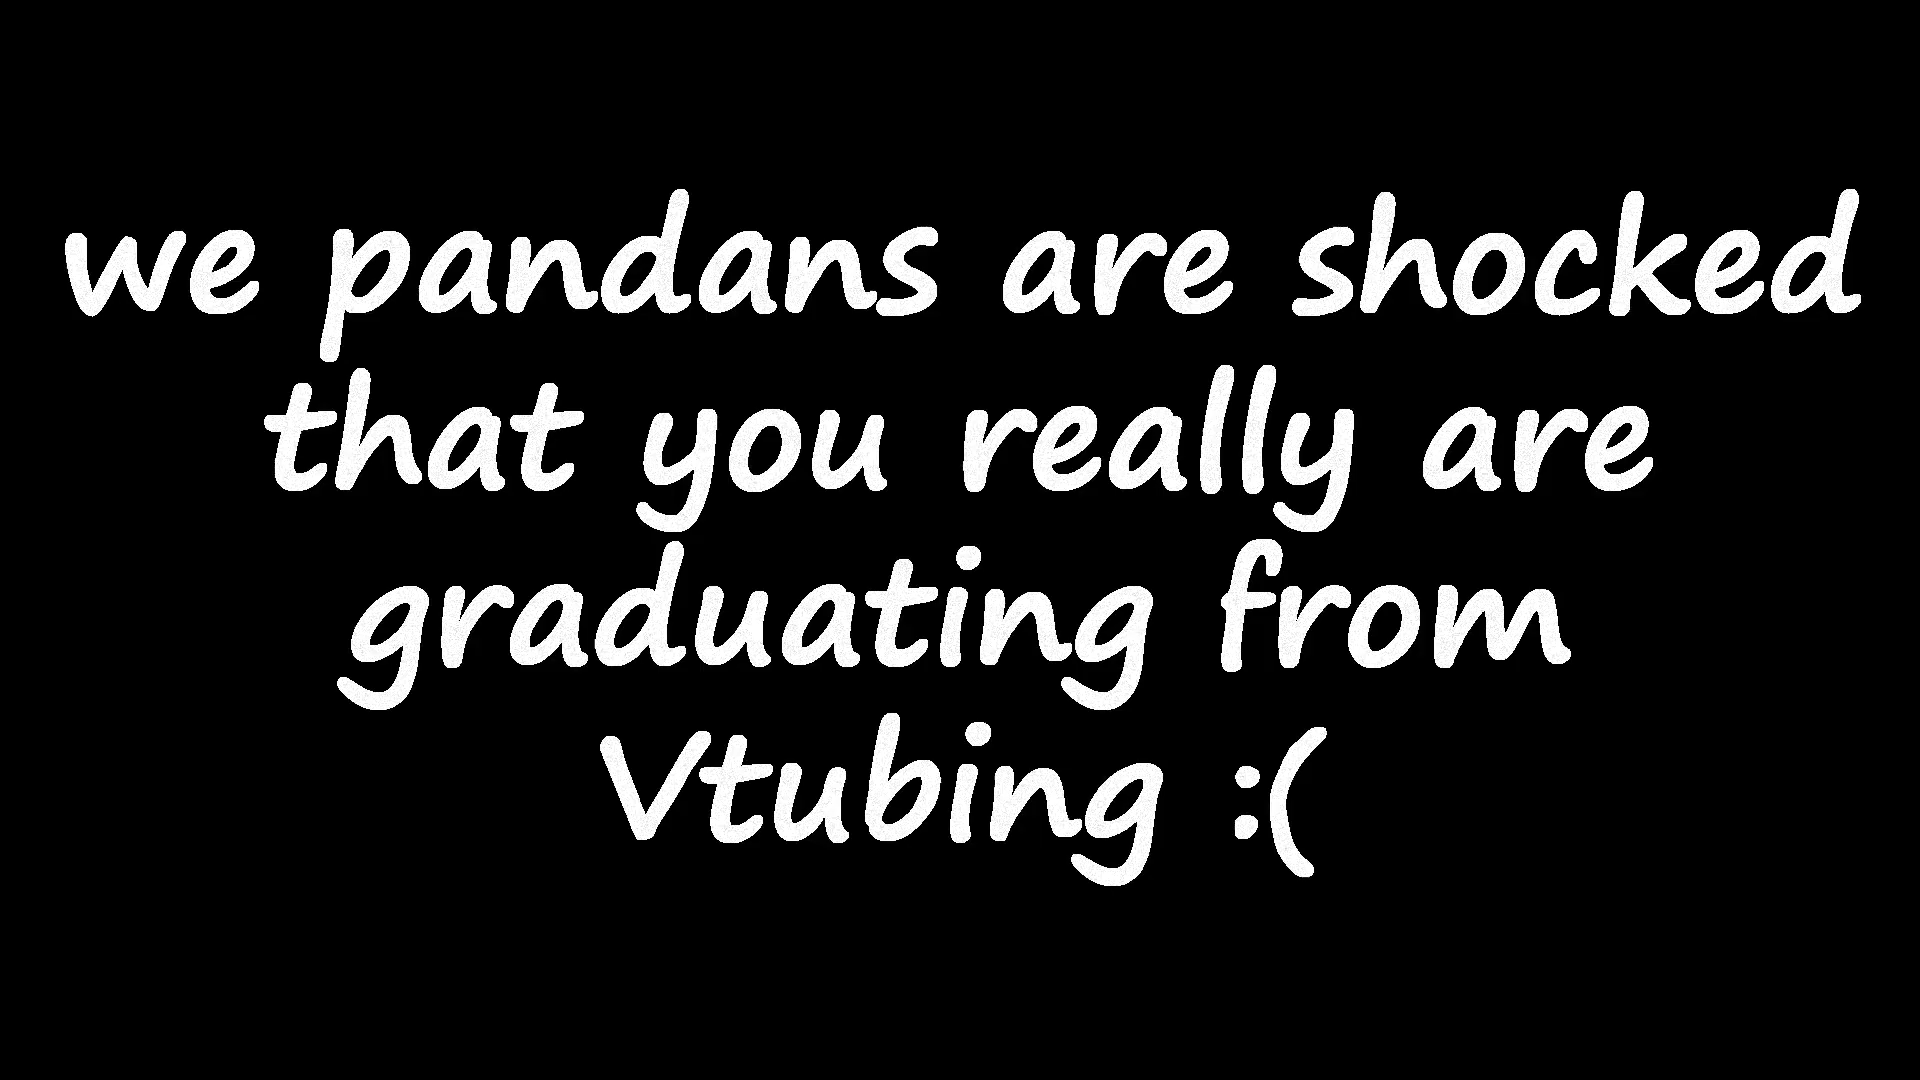 we pandans are shocked
that you really are
graduating from
Vtubing :(